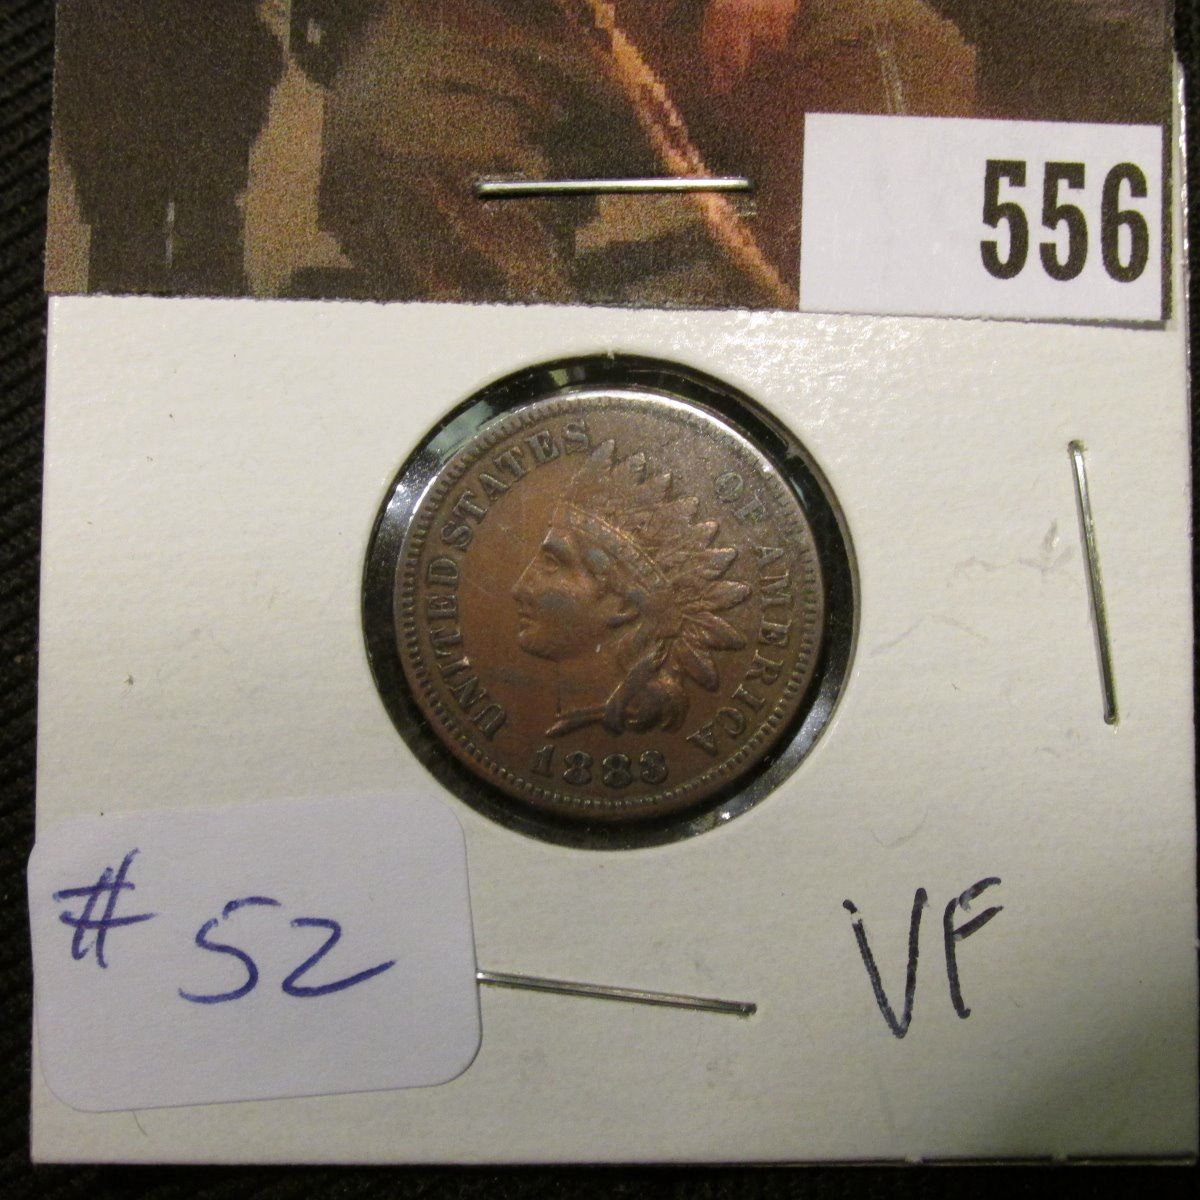 556
UNITED STATES OF AMERICA
1883
# 52
VF